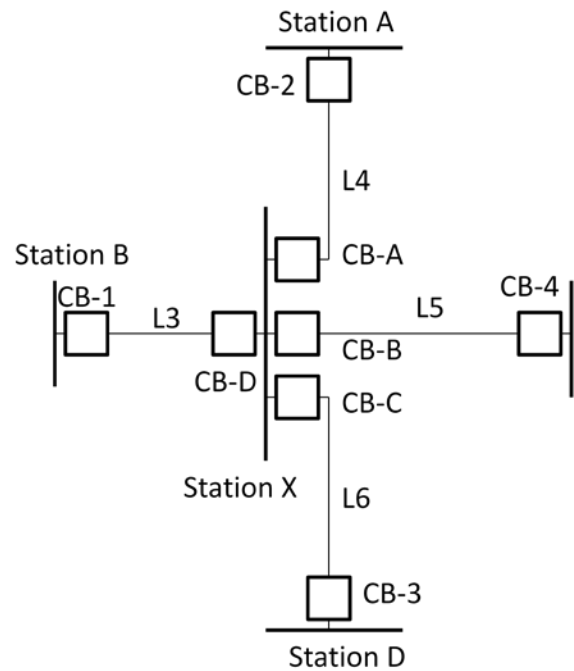 Station A
CB-2
L4
Station B
CB-A
CB-1
CB-4
L3
L5
CB-B
CB-D
CB-C
Station X
L6
CB-3
Station D